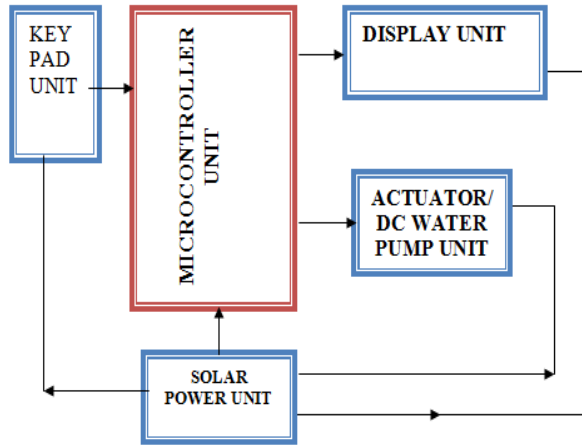 KEY
PAD
UNIT
MICROCONTROLLER
UNIT
DISPLAY UNIT
ACTUATOR/
DC WATER
PUMP UNIT
SOLAR
POWER UNIT